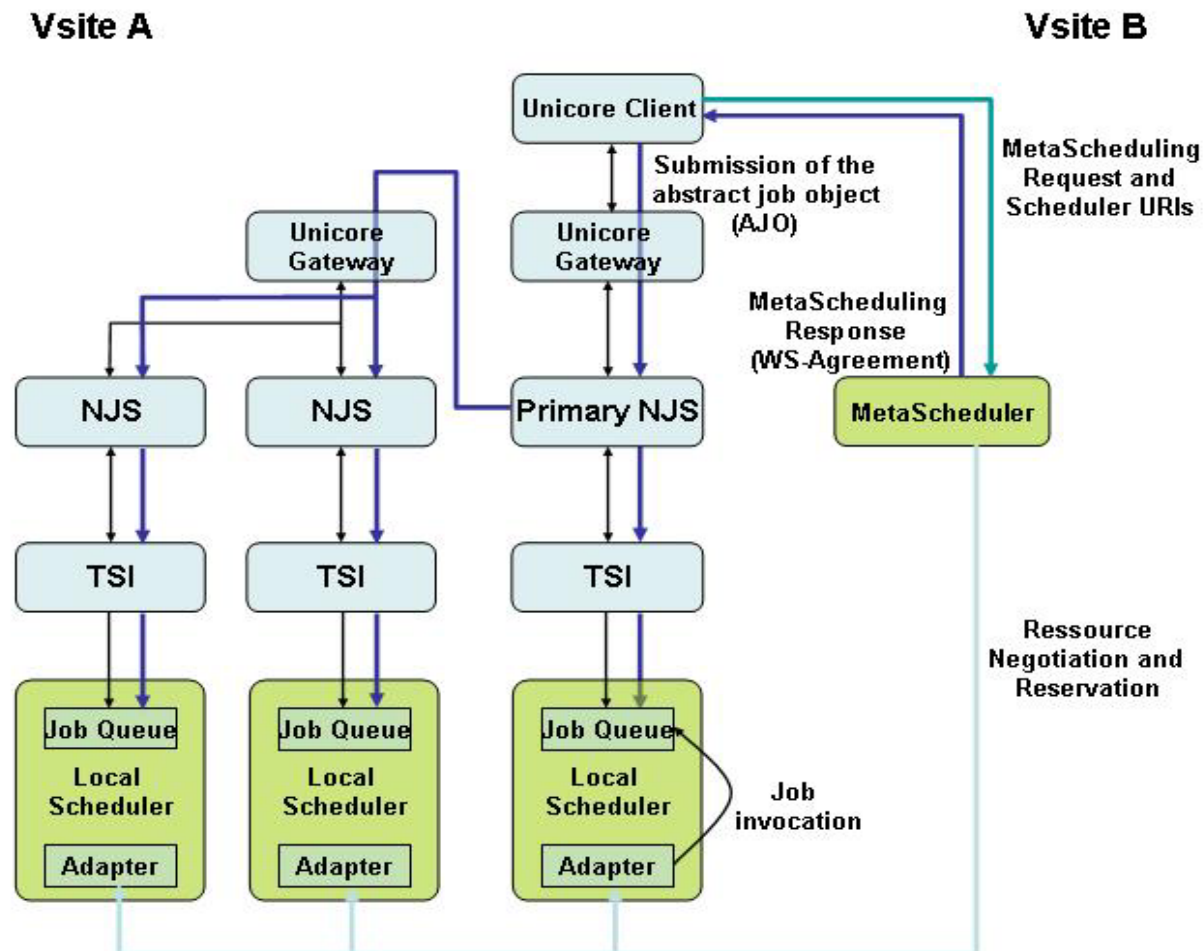 Vsite A
Vsite B
Unicore Client
Submission of the
abstract job object
(AJO)
MetaScheduling
Request and
Scheduler URIs
Unicore
Gateway
Unicore
Gateway
MetaScheduling
Response
(WS-Agreement)
NJS
NJS
Primary NJS
MetaScheduler
TSI
TSI
TSI
Ressource
Negotiation and
Reservation
Job Queue
Local
Scheduler
Adapter
Job Queue
Local
Scheduler
Adapter
Job Queue
Local
Scheduler
Adapter
Job
invocation